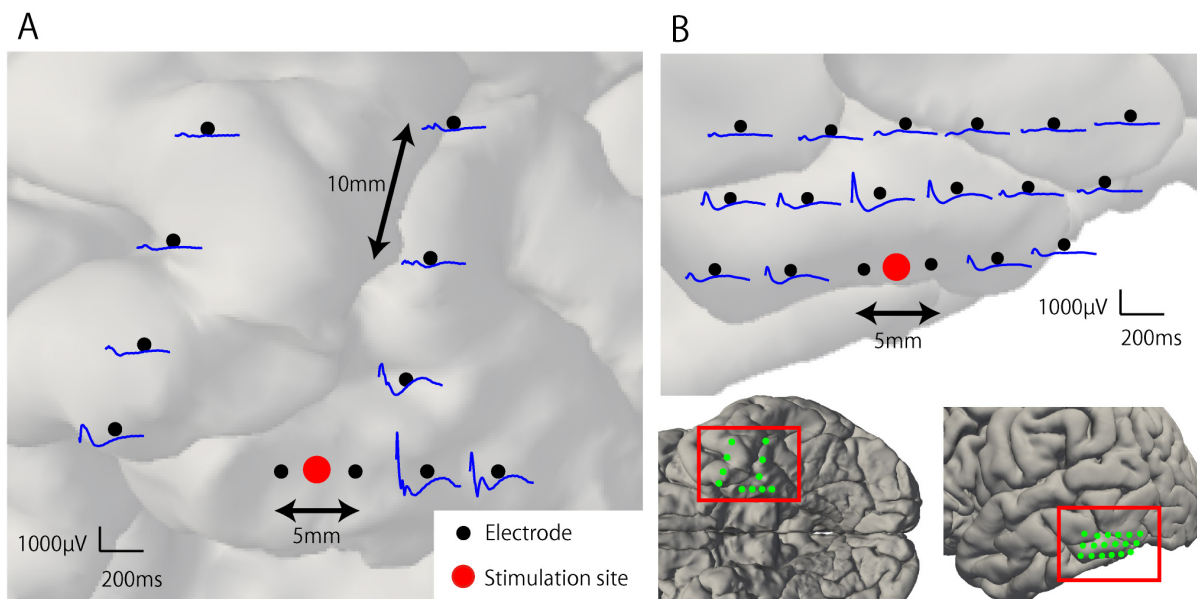 A
10mm
5mm
1000μV
200ms
Electrode
Stimulation site
B
5mm
1000μV
200ms